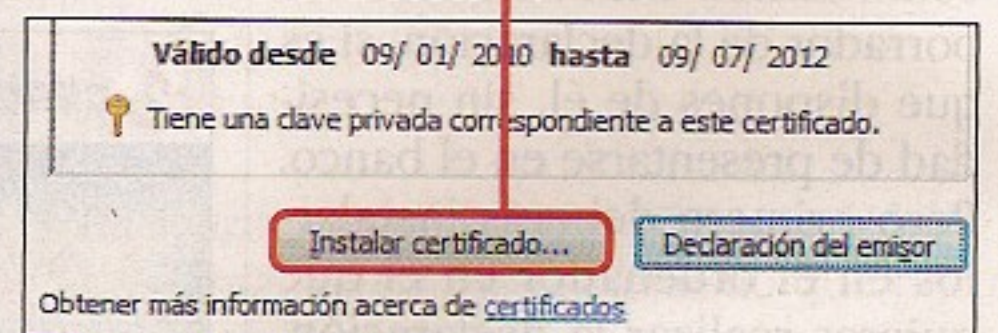 Válido desde 09/ 01/ 2010 hasta 09/ 07/ 2012
Tiene una clave privada correspondiente a este certificado.
Instalar certificado... Declaración del emisor
Obtener más información acerca de certificados